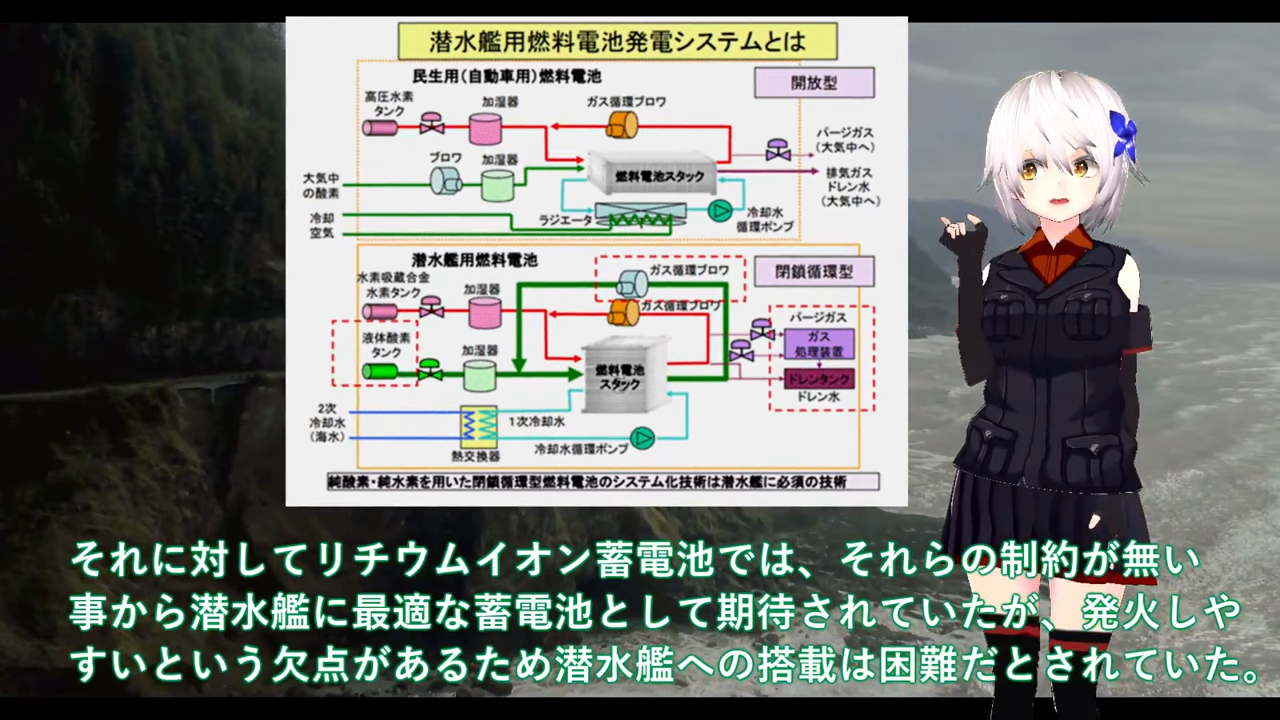 潜水艦用燃料電池発電システムとは
民生用(自動車用)燃料電池
開放型
高圧水素
タンク
加湿器
ガス循環ブロワ
パージガス
(大気中へ)
ブロワ
加湿器
大気中
の酸素
燃料電池スタック
排気ガス
ドレン水
(大気中へ)
冷却
空気
ラジエータ
冷却水
循環ポンプ
潜水艦用燃料電池
閉鎖循環型
水素吸蔵合金
水素タンク
加湿器
ガス循環ブロワ
ガス循環ブロワ
パージガス
ガス
処理装置
液体酸素
タンク
加湿器
燃料電池
スタック
ドレンタンク
ドレン水
2次
冷却水
(海水)
1次冷却水
熱交換器
冷却水循環ポンプ
純酸素・純水素を用いた閉鎖循環型燃料電池のシステム化技術は潜水艦に必須の技術
それに対してリチウムイオン蓄電池では、それらの制約が無い
事から潜水艦に最適な蓄電池として期待されていたが、発火しや
すいという欠点があるため潜水艦への搭載は困難だとされていた。